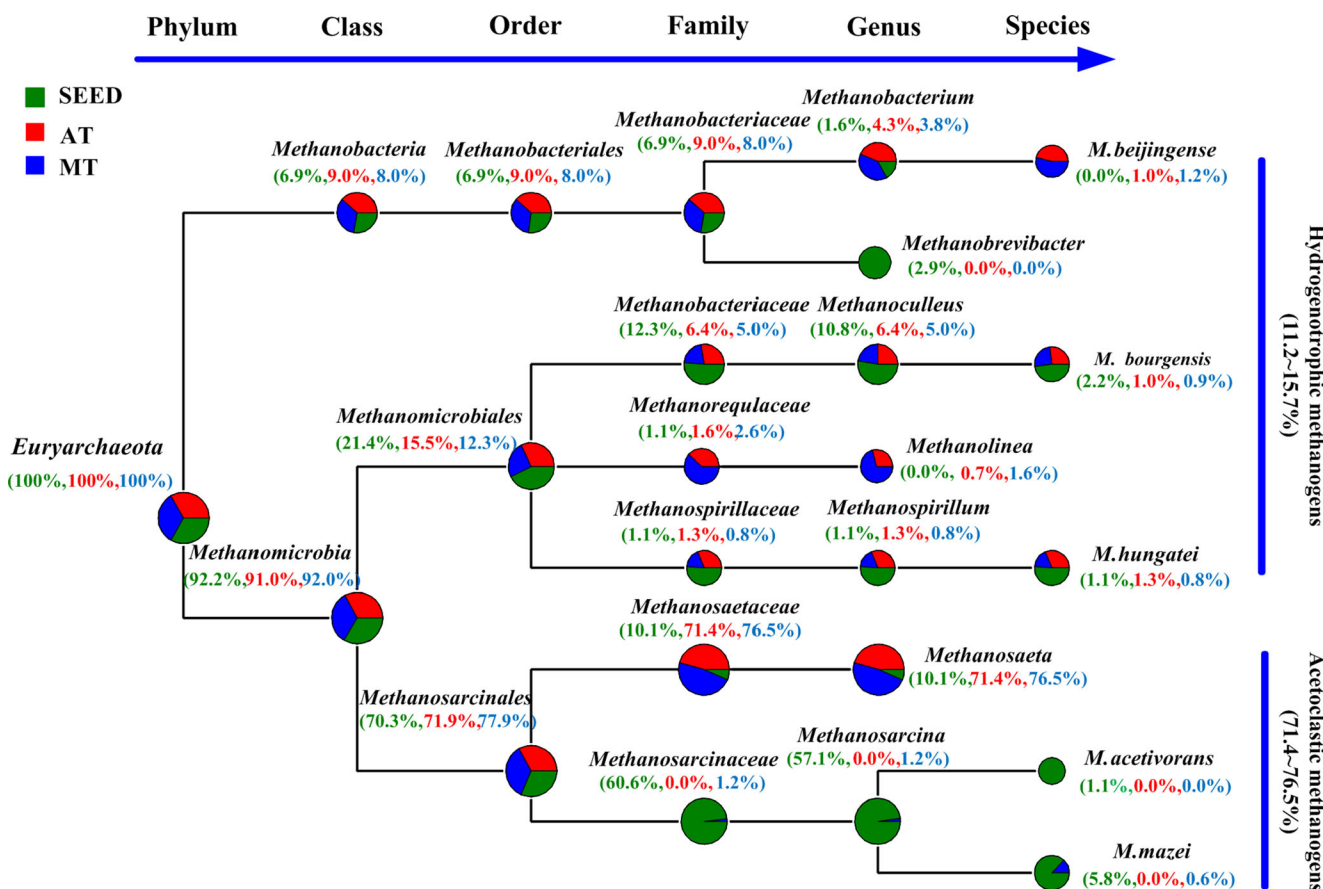 Phylum Class Order Family Genus Species
SEED
AT
MT
Methanobacterium
(1.6%,4.3%,3.8%)
Methanobacteriaceae
(6.9%,9.0%,8.0%)
Methanobacteria
(6.9%,9.0%,8.0%)
Methanobacteriales
(6.9%,9.0%,8.0%)
M.beijingense
(0.0%,1.0%,1.2%)
Methanobrevibacter
(2.9%,0.0%,0.0%)
Methanobacteriaceae
(12.3%,6.4%,5.0%)
Methanoculleus
(10.8%,6.4%,5.0%)
M. bourgensis
(2.2%,1.0%,0.9%)
Methanomicrobiales
(21.4%,15.5%,12.3%)
Methanorequlaceae
(1.1%,1.6%,2.6%)
Methanolinea
(0.0%, 0.7%,1.6%)
Euryarchaeota
(100%,100%,100%)
Methanospirillaceae
(1.1%,1.3%,0.8%)
Methanospirillum
(1.1%,1.3%,0.8%)
M.hungatei
(1.1%,1.3%,0.8%)
Methanomicrobia
(92.2%,91.0%,92.0%)
Methanosaetaceae
(10.1%,71.4%,76.5%)
Methanosaeta
(10.1%,71.4%,76.5%)
Methanosarcinales
(70.3%,71.9%,77.9%)
Methanosarcinaceae
(60.6%,0.0%,1.2%)
Methanosarcina
(57.1%,0.0%,1.2%)
M.acetivorans
(1.1%,0.0%,0.0%)
M.mazei
(5.8%,0.0%,0.6%)
Hydrogenotrophic methanogens
(11.2~15.7%)
Acetoclastic methanogens
(71.4~76.5%)